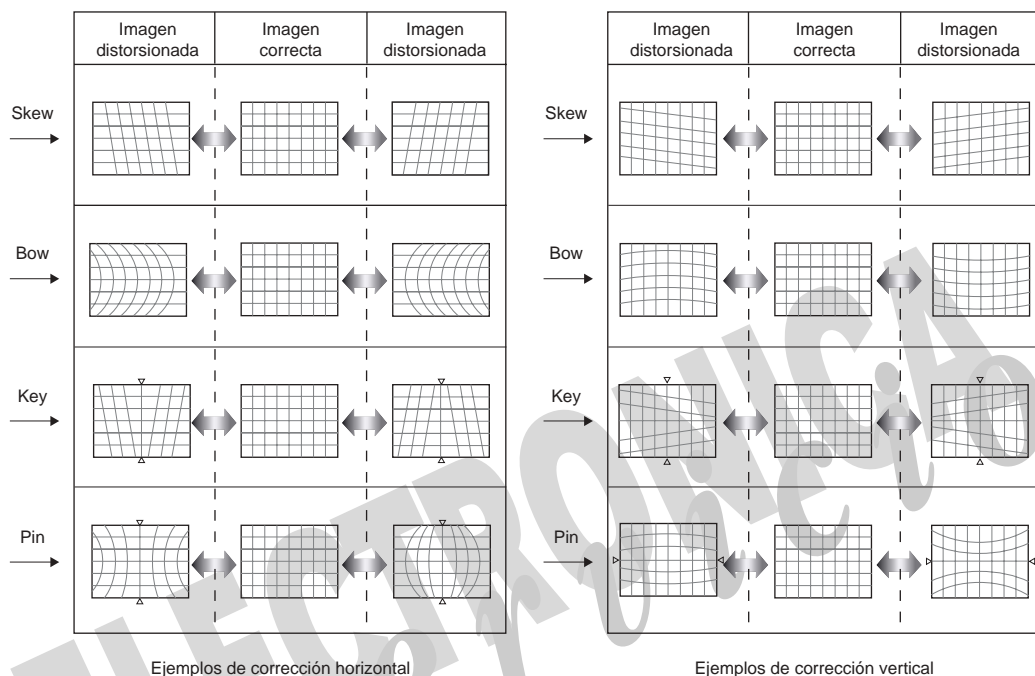 Imagen distorsionada
Imagen correcta
Imagen distorsionada
Skew
Bow
Key
Pin
Ejemplos de corrección horizontal
Imagen distorsionada
Imagen correcta
Imagen distorsionada
Skew
Bow
Key
Pin
Ejemplos de corrección vertical
ELECTRONICA